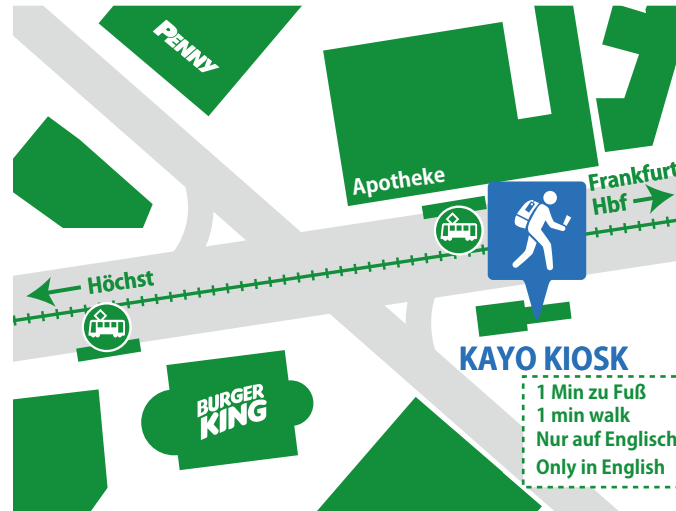 PENNY
Apotheke
Frankfurt
Hbf
Höchst
BURGER
KING
KAYO KIOSK
1 Min zu Fuß
1 min walk
Nur auf Englisch
Only in English